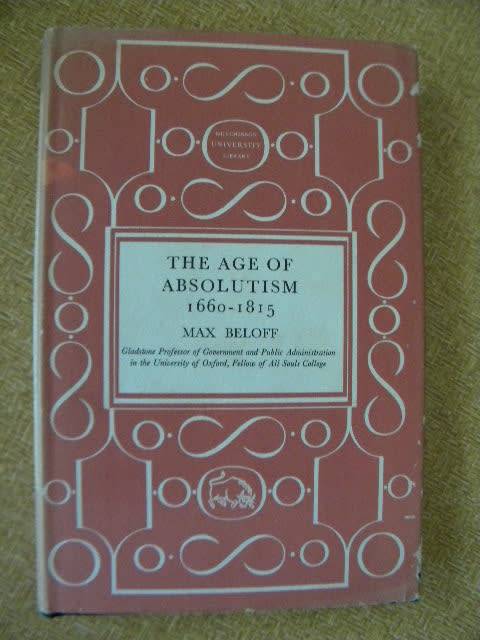 HUTCHINSON
UNIVERSITY
LIBRARY
THE AGE OF
ABSOLUTISM
1660-1815
MAX BELOFF
Gladstone Professor of Government and Public Administration
in the University of Oxford, Fellow of All Souls College